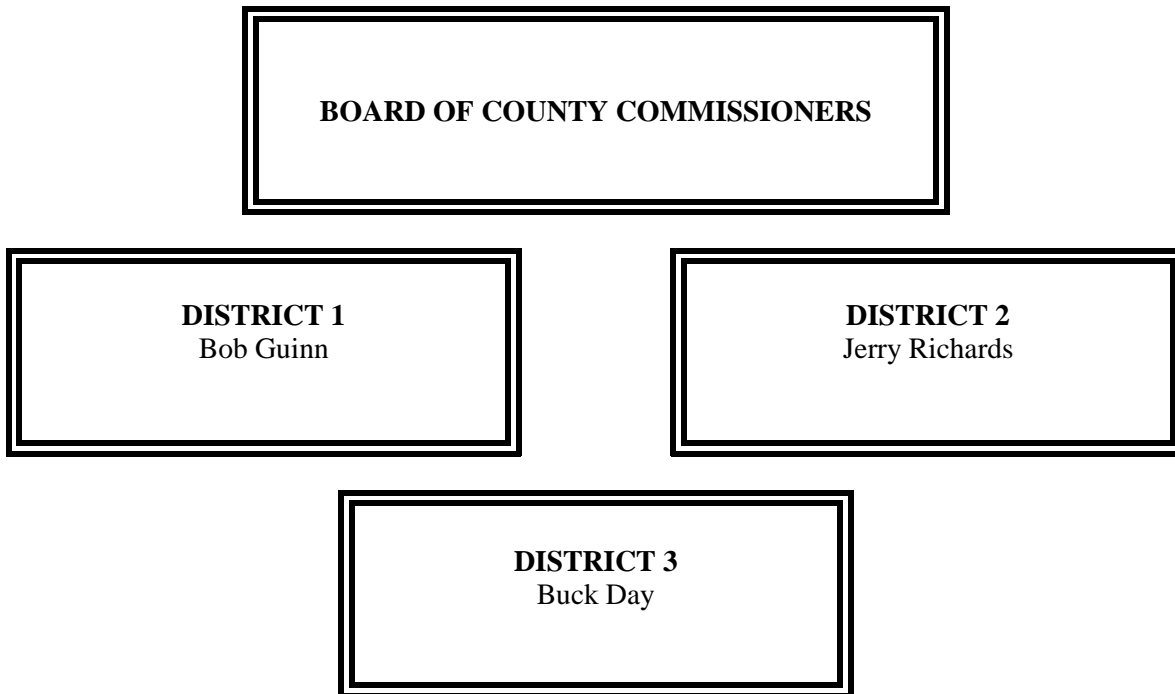 BOARD OF COUNTY COMMISSIONERS
DISTRICT 1
Bob Guinn
DISTRICT 2
Jerry Richards
DISTRICT 3
Buck Day